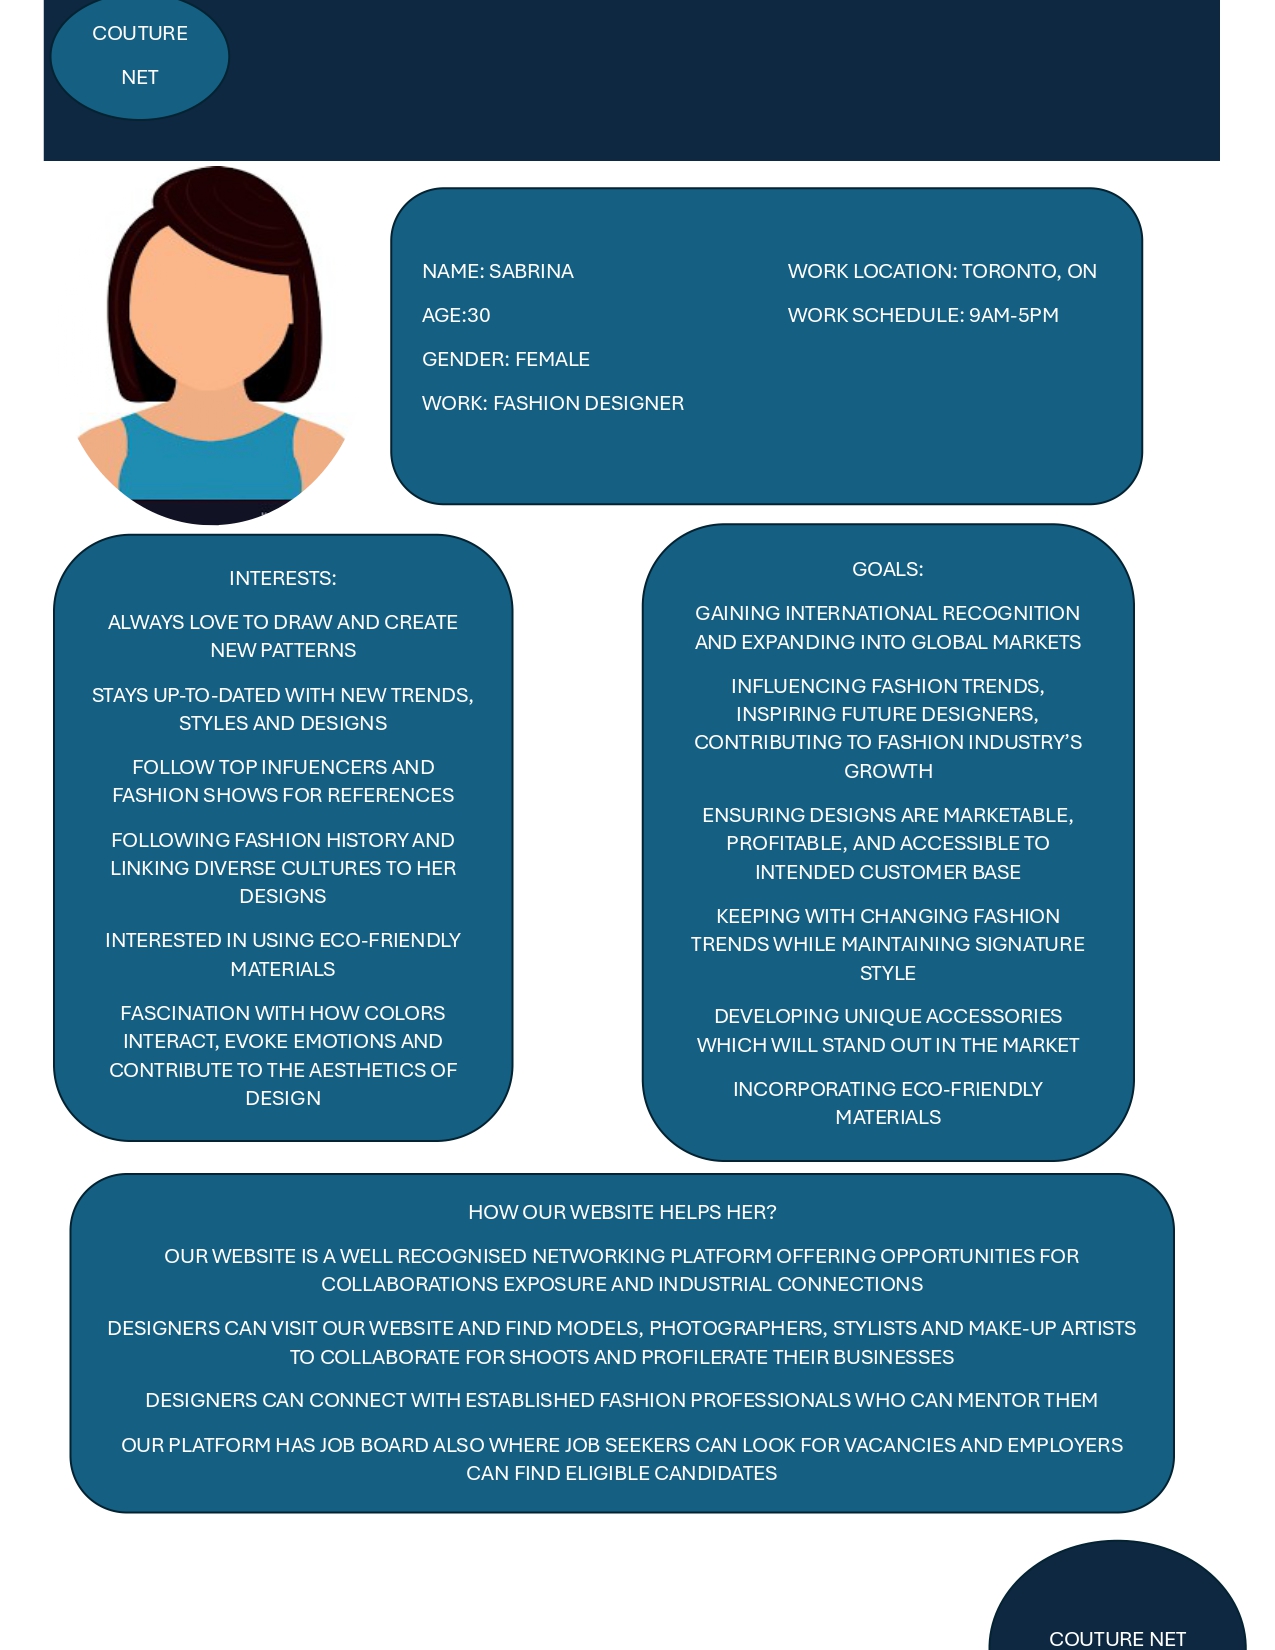 COUTURE
NET
NAME: SABRINA
AGE:30
GENDER: FEMALE
WORK: FASHION DESIGNER
WORK LOCATION: TORONTO, ON
WORK SCHEDULE: 9AM-5PM
INTERESTS:
ALWAYS LOVE TO DRAW AND CREATE
NEW PATTERNS
STAYS UP-TO-DATED WITH NEW TRENDS,
STYLES AND DESIGNS
FOLLOW TOP INFUENCERS AND
FASHION SHOWS FOR REFERENCES
FOLLOWING FASHION HISTORY AND
LINKING DIVERSE CULTURES TO HER
DESIGNS
INTERESTED IN USING ECO-FRIENDLY
MATERIALS
FASCINATION WITH HOW COLORS
INTERACT, EVOKE EMOTIONS AND
CONTRIBUTE TO THE AESTHETICS OF
DESIGN
GOALS:
GAINING INTERNATIONAL RECOGNITION
AND EXPANDING INTO GLOBAL MARKETS
INFLUENCING FASHION TRENDS,
INSPIRING FUTURE DESIGNERS,
CONTRIBUTING TO FASHION INDUSTRY’S
GROWTH
ENSURING DESIGNS ARE MARKETABLE,
PROFITABLE, AND ACCESSIBLE TO
INTENDED CUSTOMER BASE
KEEPING WITH CHANGING FASHION
TRENDS WHILE MAINTAINING SIGNATURE
STYLE
DEVELOPING UNIQUE ACCESSORIES
WHICH WILL STAND OUT IN THE MARKET
INCORPORATING ECO-FRIENDLY
MATERIALS
HOW OUR WEBSITE HELPS HER?
OUR WEBSITE IS A WELL RECOGNISED NETWORKING PLATFORM OFFERING OPPORTUNITIES FOR
COLLABORATIONS EXPOSURE AND INDUSTRIAL CONNECTIONS
DESIGNERS CAN VISIT OUR WEBSITE AND FIND MODELS, PHOTOGRAPHERS, STYLISTS AND MAKE-UP ARTISTS
TO COLLABORATE FOR SHOOTS AND PROFILERATE THEIR BUSINESSES
DESIGNERS CAN CONNECT WITH ESTABLISHED FASHION PROFESSIONALS WHO CAN MENTOR THEM
OUR PLATFORM HAS JOB BOARD ALSO WHERE JOB SEEKERS CAN LOOK FOR VACANCIES AND EMPLOYERS
CAN FIND ELIGIBLE CANDIDATES
COUTURE NET